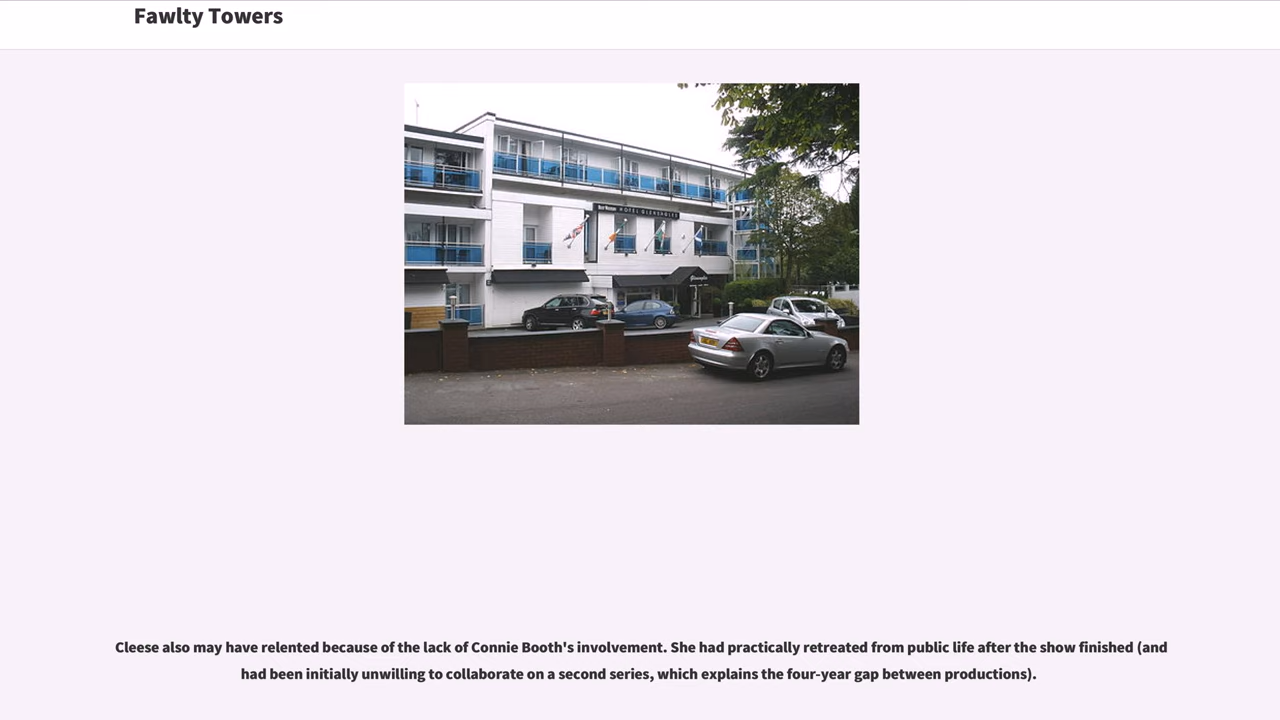 Fawlty Towers
HOTEL GLENEAGLES
Cleese also may have relented because of the lack of Connie Booth's involvement. She had practically retreated from public life after the show finished (and
had been initially unwilling to collaborate on a second series, which explains the four-year gap between productions).